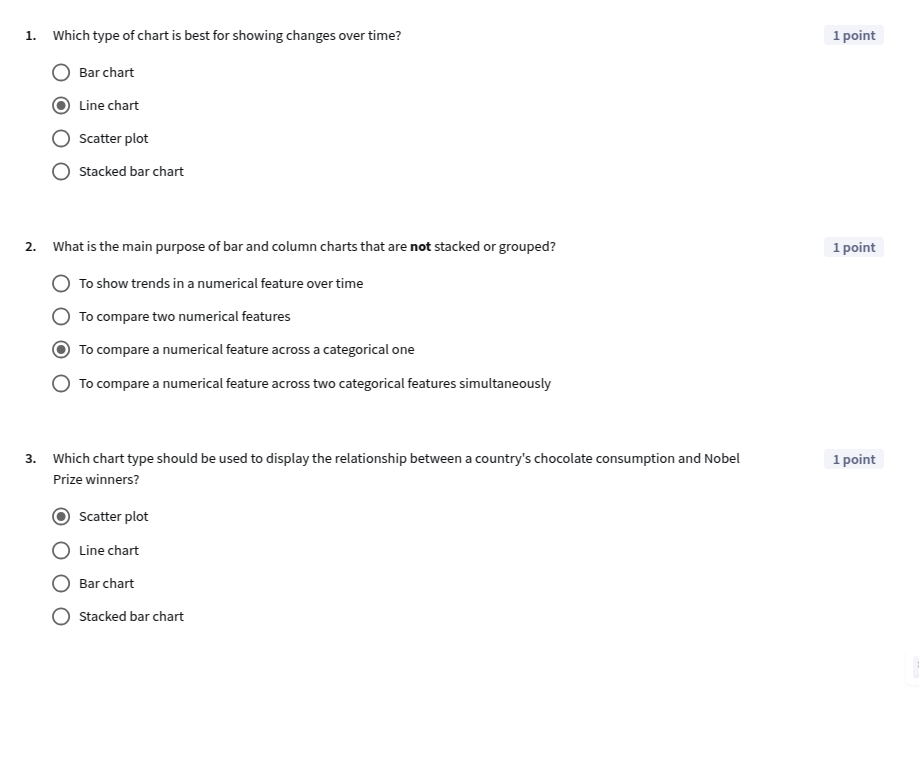 1. Which type of chart is best for showing changes over time? 1 point
Bar chart
Line chart
Scatter plot
Stacked bar chart
2. What is the main purpose of bar and column charts that are not stacked or grouped? 1 point
To show trends in a numerical feature over time
To compare two numerical features
To compare a numerical feature across a categorical one
To compare a numerical feature across two categorical features simultaneously
3. Which chart type should be used to display the relationship between a country's chocolate consumption and Nobel 1 point
Prize winners?
Scatter plot
Line chart
Bar chart
Stacked bar chart